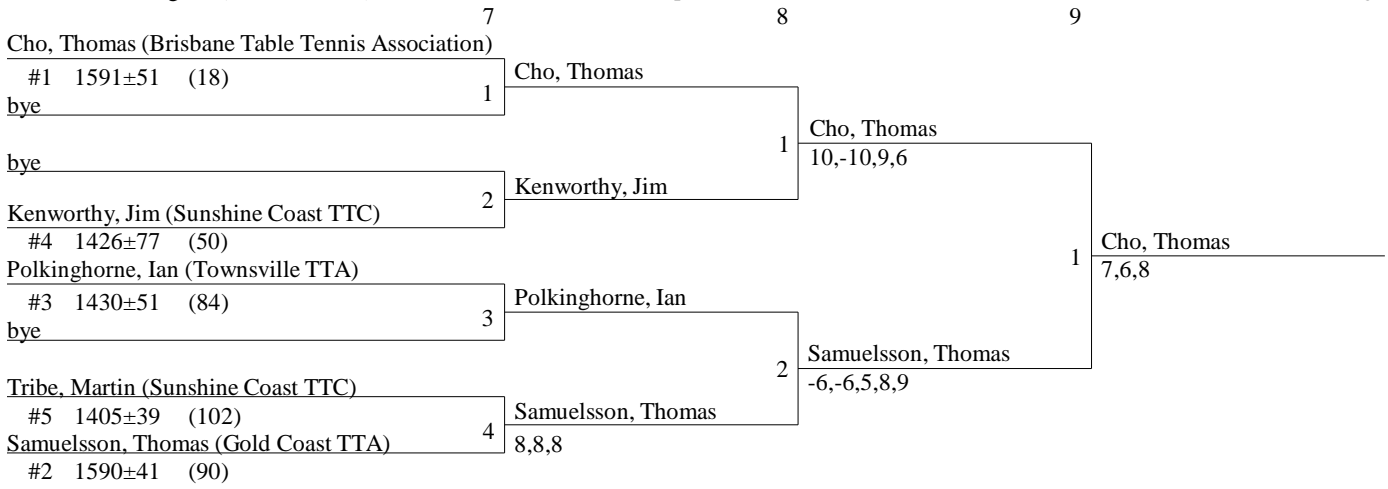 7 8 9
Cho, Thomas (Brisbane Table Tennis Association)
#1 1591±51 (18)
1
Cho, Thomas
bye
1
Cho, Thomas
10,-10,9,6
bye
2
Kenworthy, Jim
Kenworthy, Jim (Sunshine Coast TTC)
#4 1426±77 (50)
1
Cho, Thomas
7,6,8
Polkinghorne, Ian (Townsville TTA)
#3 1430±51 (84)
3
Polkinghorne, Ian
bye
2
Samuelsson, Thomas
-6,-6,5,8,9
Tribe, Martin (Sunshine Coast TTC)
#5 1405±39 (102)
4
Samuelsson, Thomas
8,8,8
Samuelsson, Thomas (Gold Coast TTA)
#2 1590±41 (90)